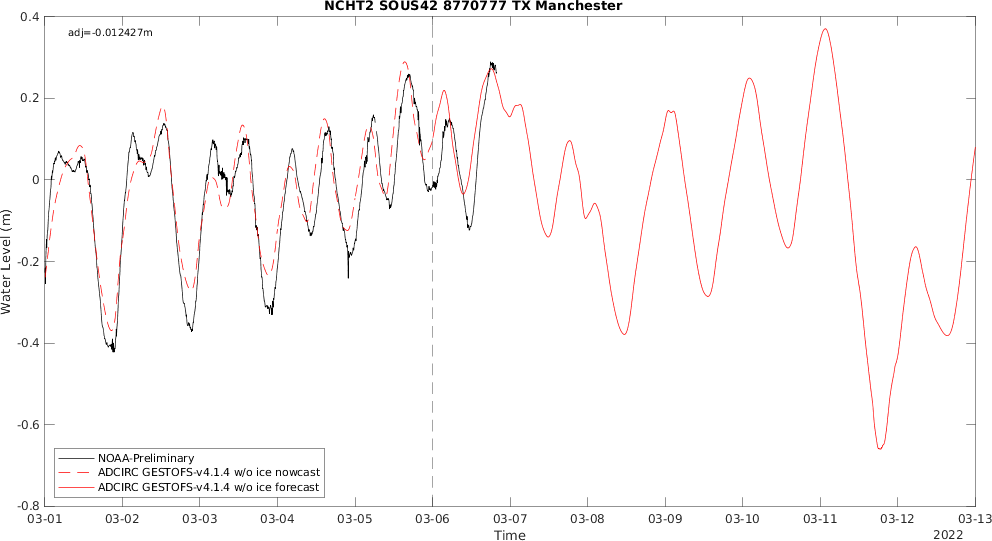 NCHT2 SOUS42 8770777 TX Manchester
adj=-0.012427m
0.4
0.2
0
-0.2
-0.4
-0.6
-0.8
Water Level (m)
NOAA-Preliminary
ADCIRC GESTOFS-v4.1.4 w/o ice nowcast
ADCIRC GESTOFS-v4.1.4 w/o ice forecast
03-01 03-02 03-03 03-04 03-05 03-06 03-07 03-08 03-09 03-10 03-11 03-12 03-13
Time
2022